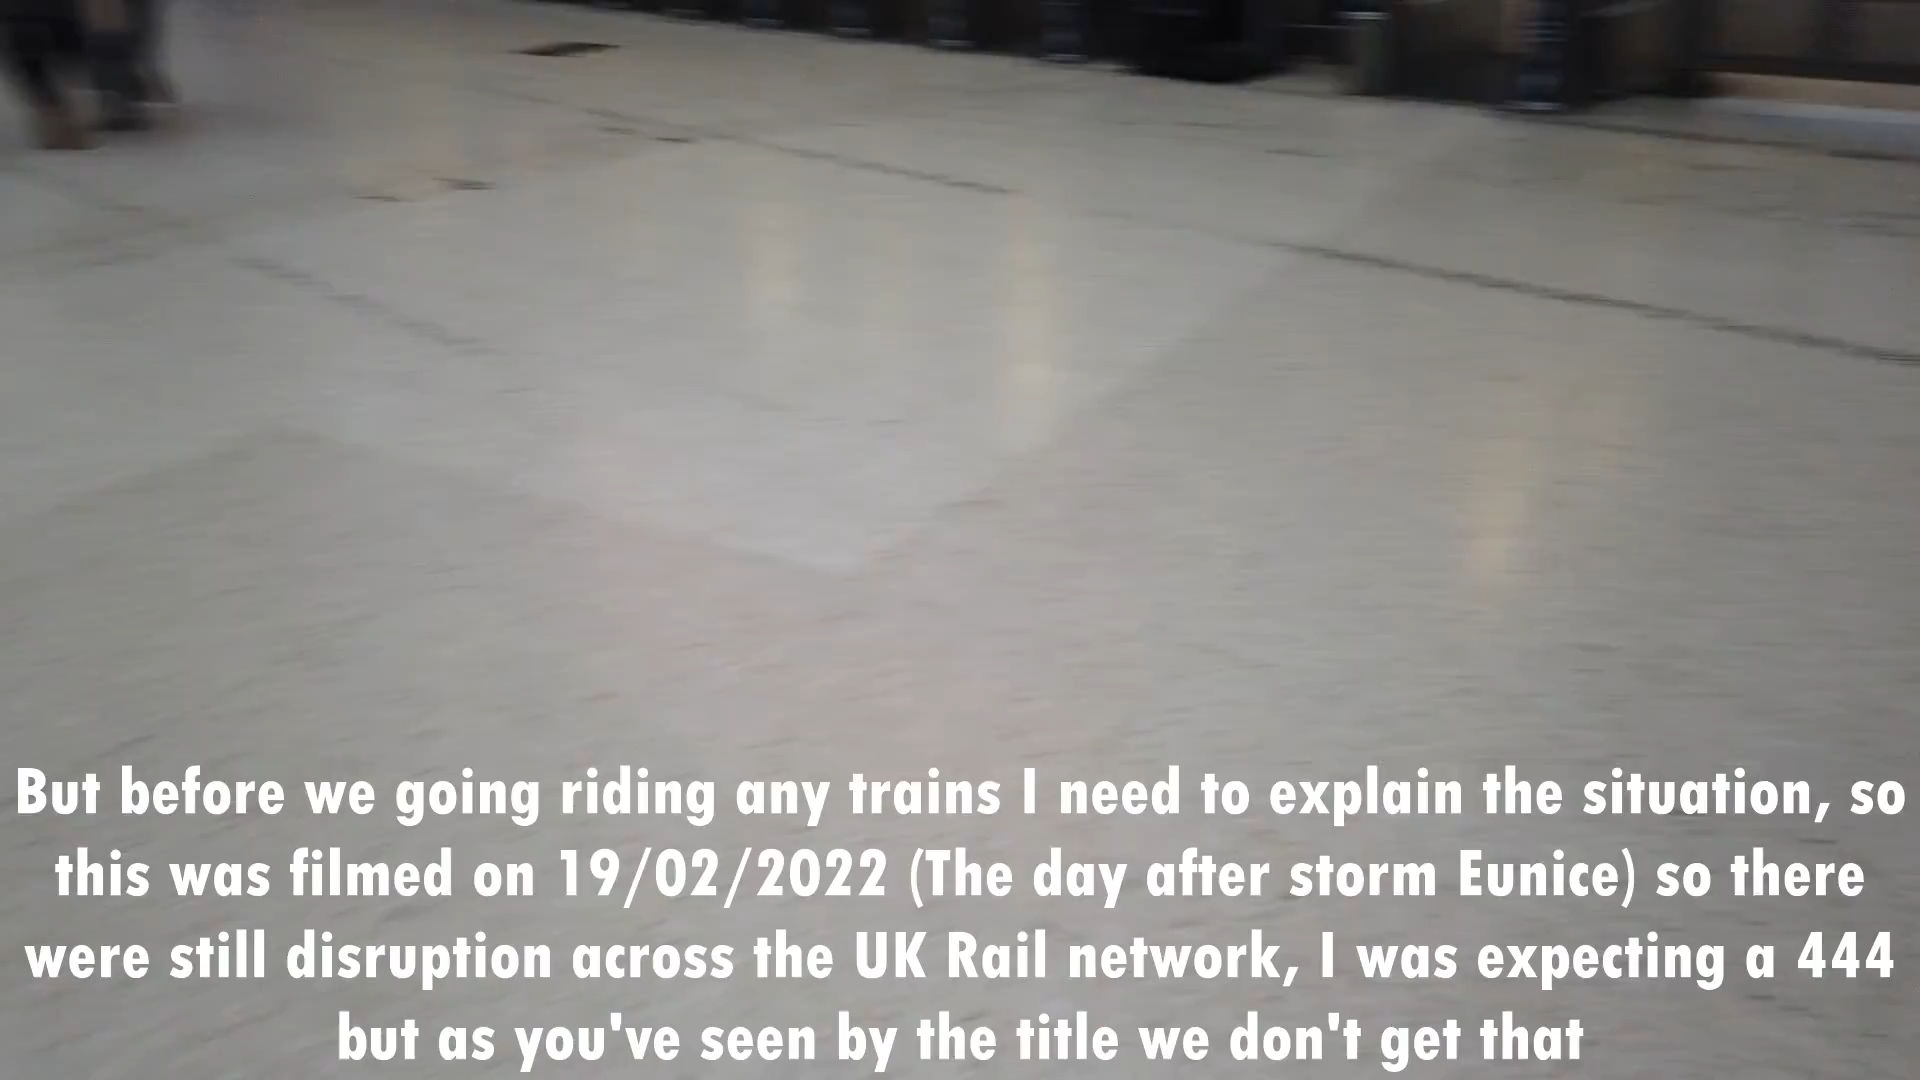 But before we going riding any trains I need to explain the situation, so
this was filmed on 19/02/2022 (The day after storm Eunice) so there
were still disruption across the UK Rail network, I was expecting a 444
but as you've seen by the title we don't get that